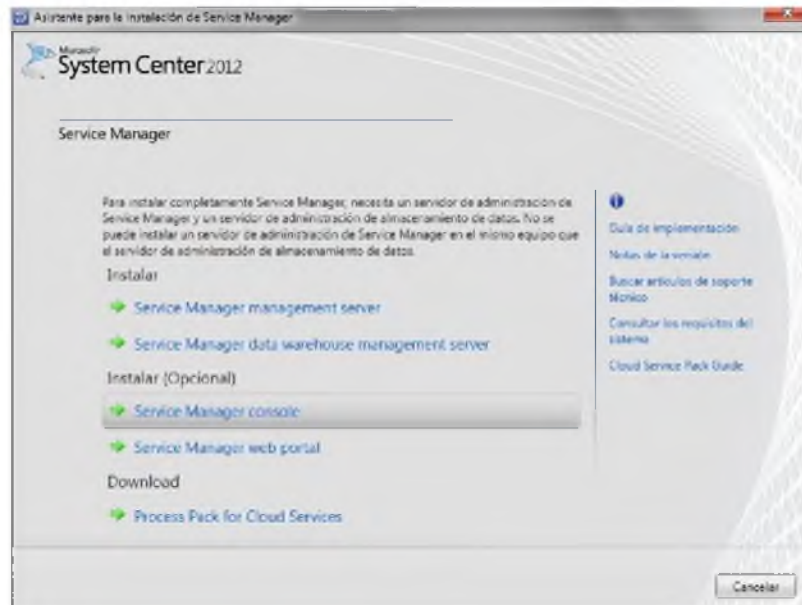 Asistente para la instalación de Service Manager
Microsoft
System Center 2012
Service Manager
Para instalar completamente Service Manager, necesita un servidor de administración de
Service Manager y un servidor de administración de almacenamiento de datos. No se
puede instalar un servidor de administración de Service Manager en el mismo equipo que
el servidor de administración de almacenamiento de datos.
Instalar
Service Manager management server
Service Manager data warehouse management server
Instalar (Opcional)
Service Manager console
Service Manager web portal
Download
Process Pack for Cloud Services
Guía de implementación
Notas de la versión
Buscar artículos de soporte
técnico
Consultar los requisitos del
sistema
Cloud Service Pack Guide
Cancelar